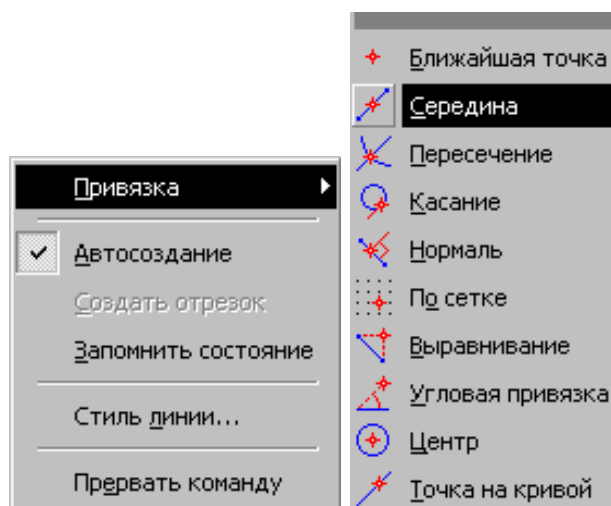 Привязка
Автосоздание
Создать отрезок
Запомнить состояние
Стиль линии...
Прервать команду
Ближайшая точка
Середина
Пересечение
Касание
Нормаль
По сетке
Выравнивание
Угловая привязка
Центр
Точка на кривой